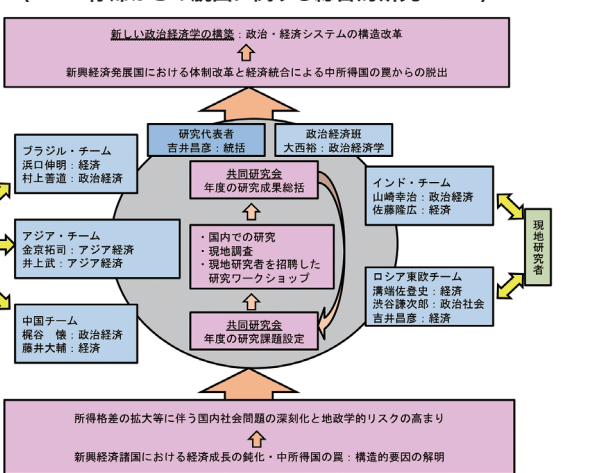 新しい政治経済学の構築：政治・経済システムの構造改革
新興経済発展国における体制改革と経済統合による中所得国の罠からの脱出
研究代表者
吉井昌彦：統括
政治経済班
大西裕：政治経済学
ブラジル・チーム
浜口伸明：経済
村上善道：政治経済
共同研究会
年度の研究成果総括
インド・チーム
山崎幸治：政治経済
佐藤隆広：経済
アジア・チーム
金京拓司：アジア経済
井上武：アジア経済
・国内での研究
・現地調査
・現地研究者を招聘した
研究ワークショップ
現地研究者
ロシア東欧チーム
溝端佐登史：経済
渋谷謙次郎：政治社会
吉井昌彦：経済
中国チーム
梶谷　懐：政治経済
藤井大輔：経済
共同研究会
年度の研究課題設定
所得格差の拡大等に伴う国内社会問題の深刻化と地政学的リスクの高まり
新興経済諸国における経済成長の鈍化・中所得国の罠：構造的要因の解明